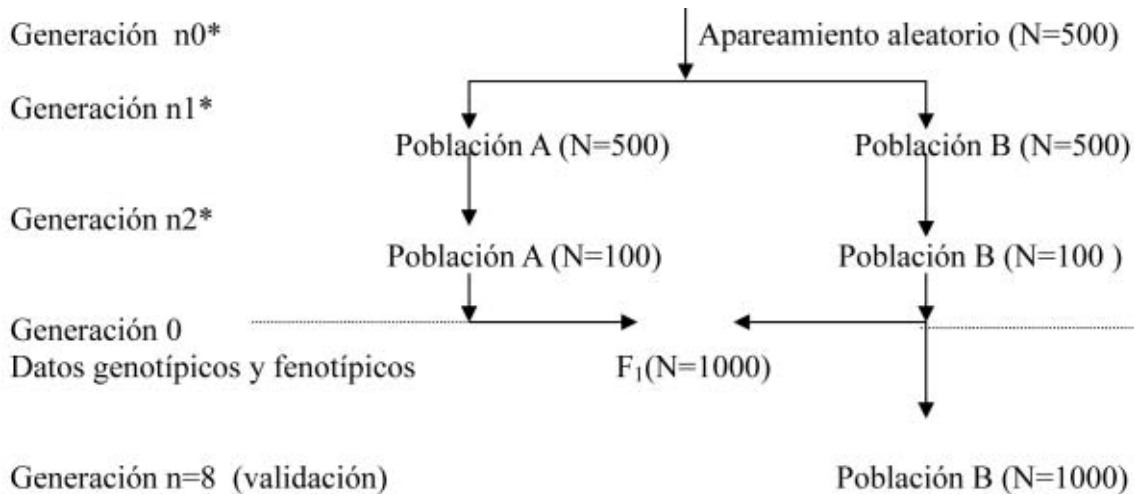 Generación n0* Apareamiento aleatorio (N=500)
Generación n1*
Población A (N=500) Población B (N=500)
Generación n2*
Población A (N=100) Población B (N=100 )
Generación 0
Datos genotípicos y fenotípicos F₁(N=1000)
Generación n=8 (validación) Población B (N=1000)